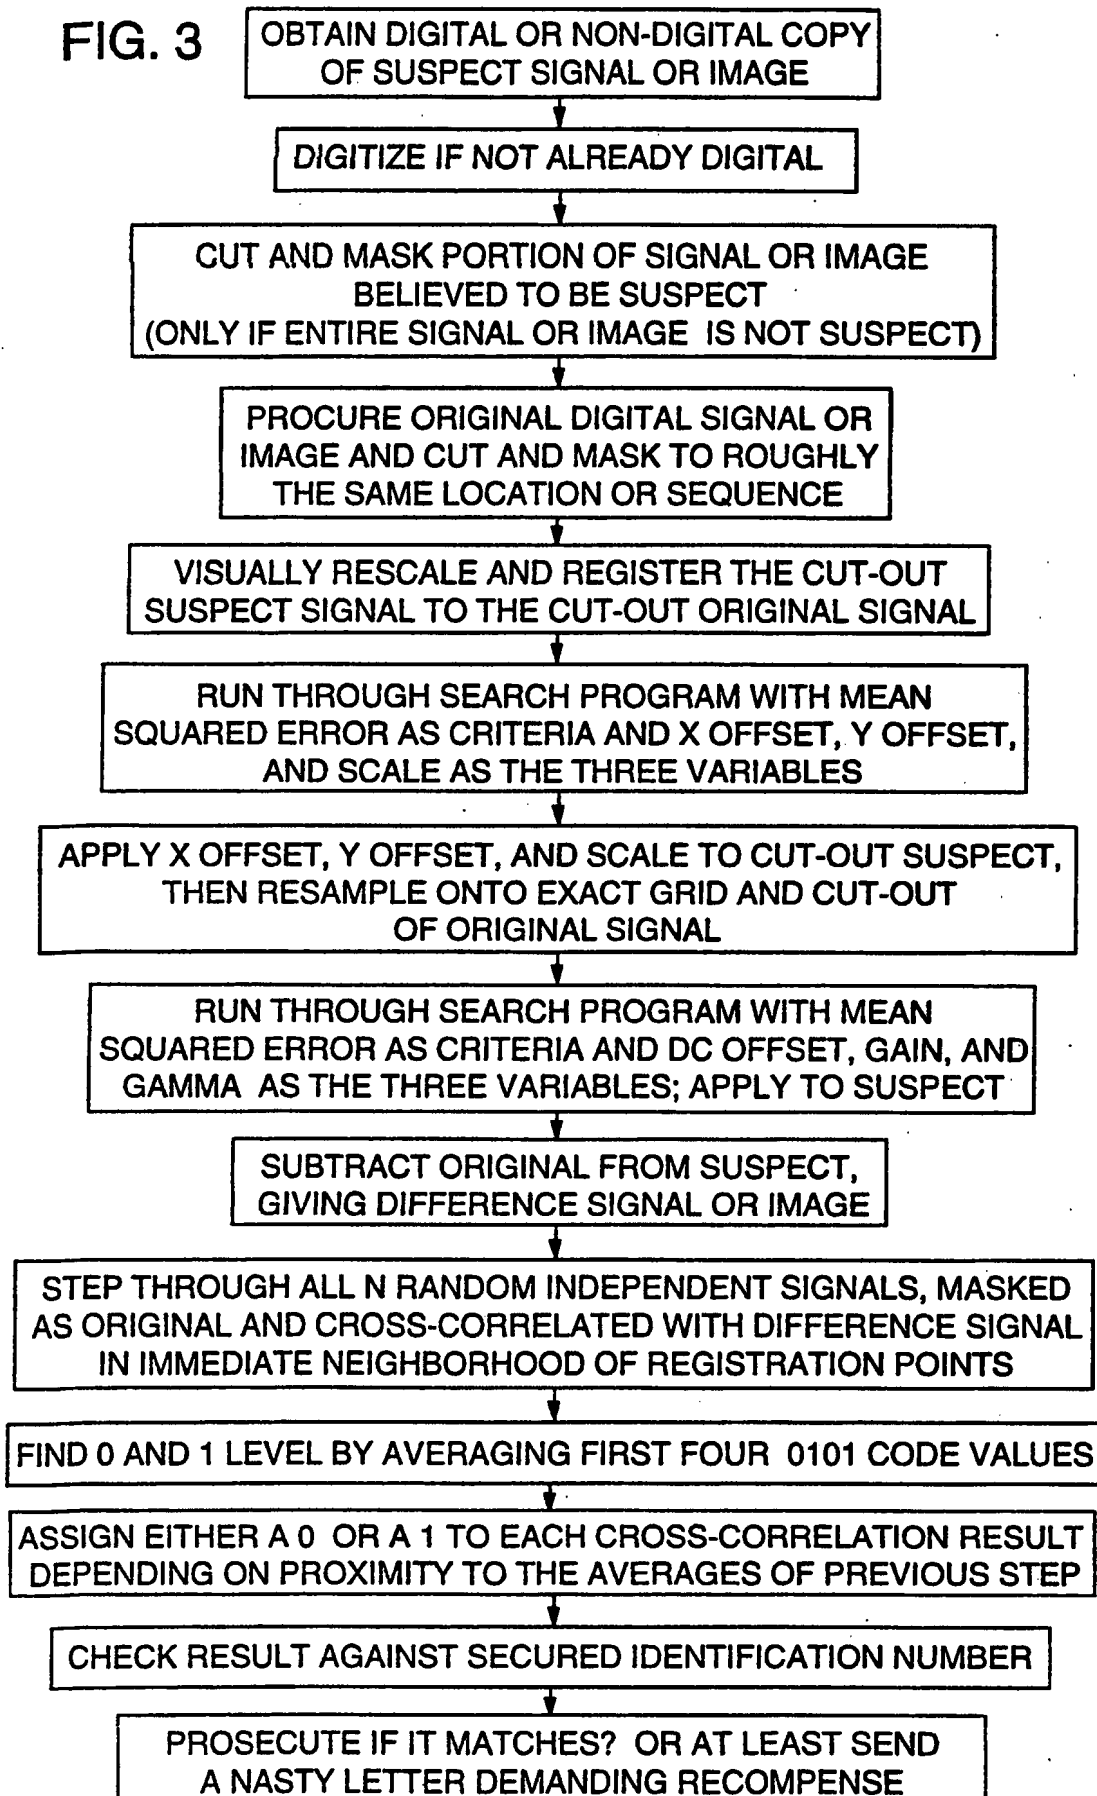 FIG. 3
OBTAIN DIGITAL OR NON-DIGITAL COPY
OF SUSPECT SIGNAL OR IMAGE
DIGITIZE IF NOT ALREADY DIGITAL
CUT AND MASK PORTION OF SIGNAL OR IMAGE
BELIEVED TO BE SUSPECT
(ONLY IF ENTIRE SIGNAL OR IMAGE IS NOT SUSPECT)
PROCURE ORIGINAL DIGITAL SIGNAL OR
IMAGE AND CUT AND MASK TO ROUGHLY
THE SAME LOCATION OR SEQUENCE
VISUALLY RESCALE AND REGISTER THE CUT-OUT
SUSPECT SIGNAL TO THE CUT-OUT ORIGINAL SIGNAL
RUN THROUGH SEARCH PROGRAM WITH MEAN
SQUARED ERROR AS CRITERIA AND X OFFSET, Y OFFSET,
AND SCALE AS THE THREE VARIABLES
APPLY X OFFSET, Y OFFSET, AND SCALE TO CUT-OUT SUSPECT,
THEN RESAMPLE ONTO EXACT GRID AND CUT-OUT
OF ORIGINAL SIGNAL
RUN THROUGH SEARCH PROGRAM WITH MEAN
SQUARED ERROR AS CRITERIA AND DC OFFSET, GAIN, AND
GAMMA AS THE THREE VARIABLES; APPLY TO SUSPECT
SUBTRACT ORIGINAL FROM SUSPECT,
GIVING DIFFERENCE SIGNAL OR IMAGE
STEP THROUGH ALL N RANDOM INDEPENDENT SIGNALS, MASKED
AS ORIGINAL AND CROSS-CORRELATED WITH DIFFERENCE SIGNAL
IN IMMEDIATE NEIGHBORHOOD OF REGISTRATION POINTS
FIND 0 AND 1 LEVEL BY AVERAGING FIRST FOUR 0101 CODE VALUES
ASSIGN EITHER A 0 OR A 1 TO EACH CROSS-CORRELATION RESULT
DEPENDING ON PROXIMITY TO THE AVERAGES OF PREVIOUS STEP
CHECK RESULT AGAINST SECURED IDENTIFICATION NUMBER
PROSECUTE IF IT MATCHES? OR AT LEAST SEND
A NASTY LETTER DEMANDING RECOMPENSE